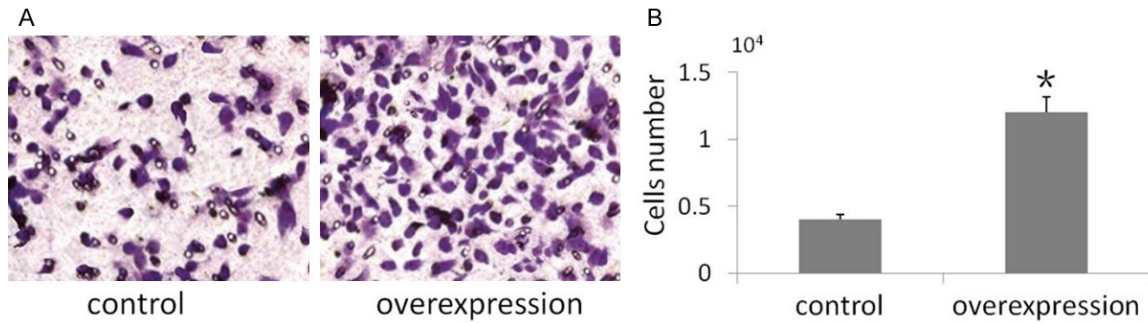 A
control
overexpression
B
10⁴
Cells number
1.5
1
0.5
0
*
control
overexpression